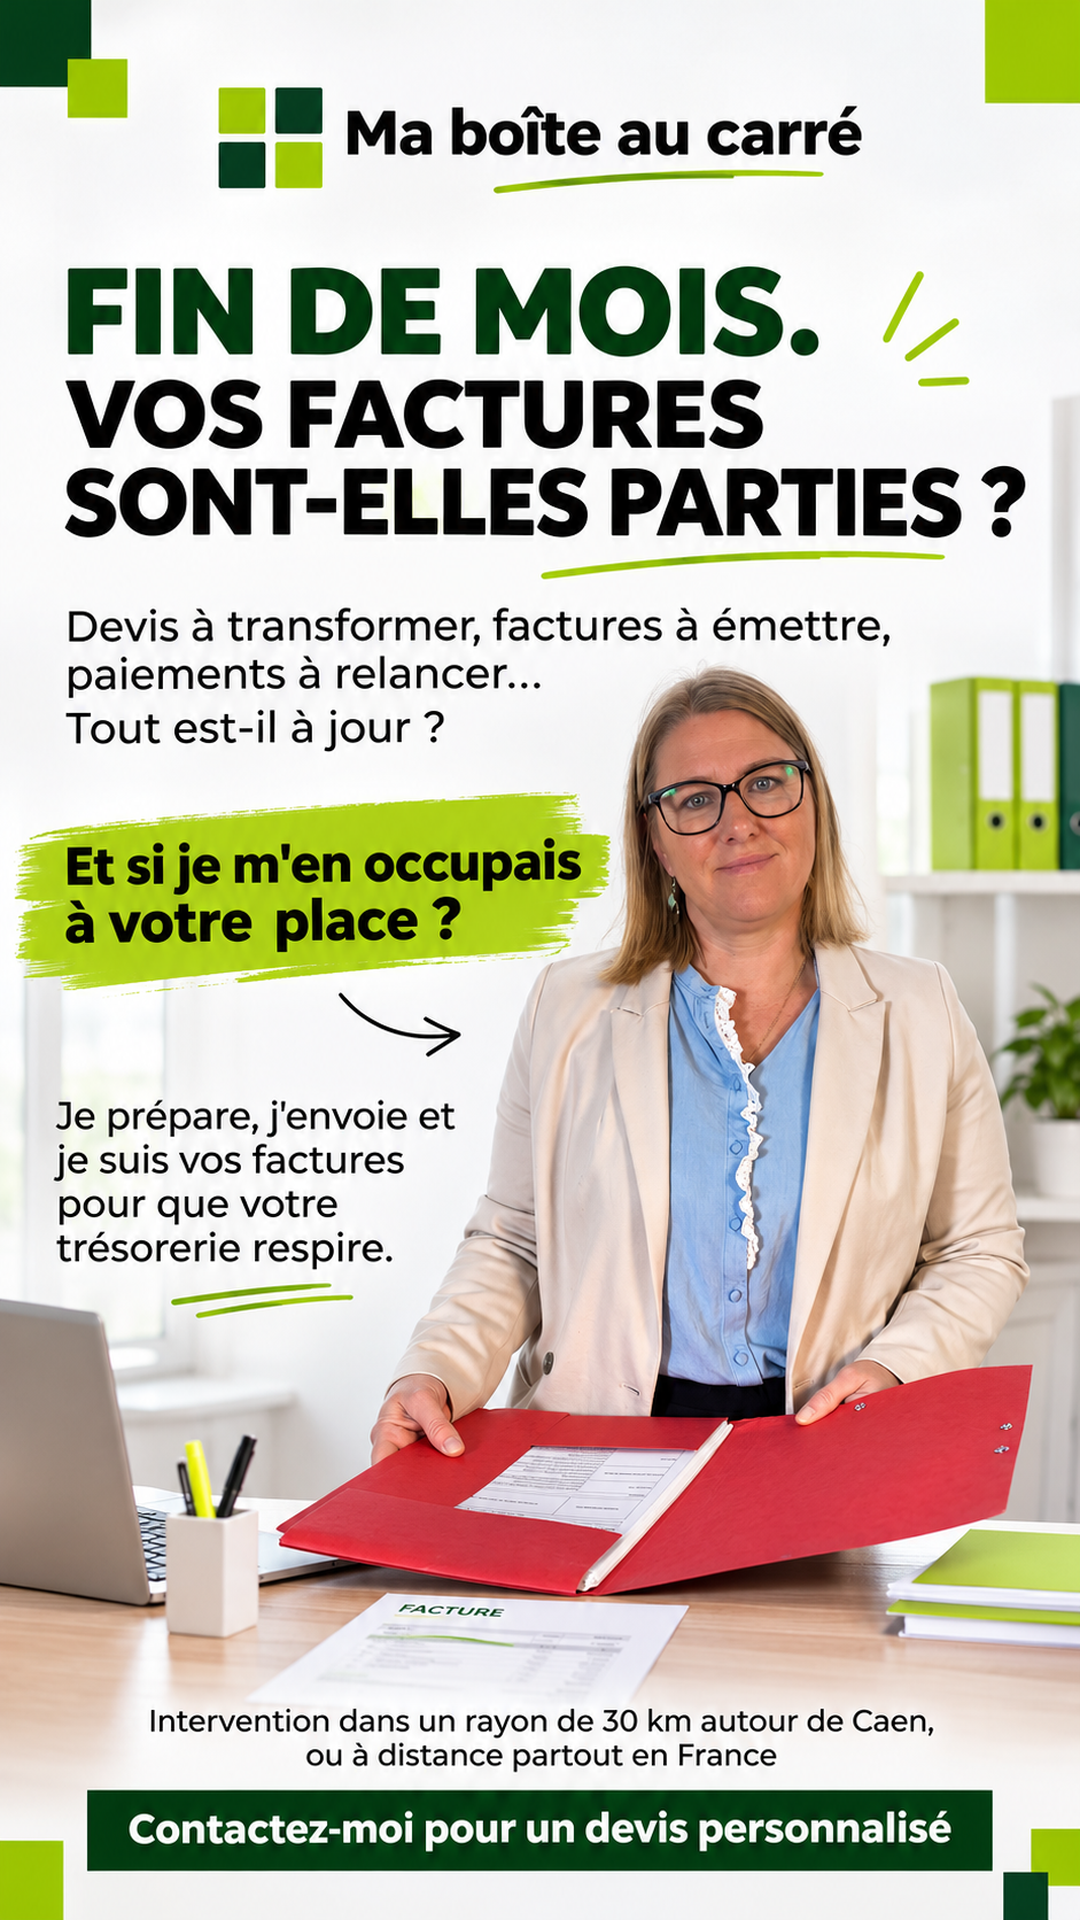 Ma boîte au carré
FIN DE MOIS.
VOS FACTURES
SONT-ELLES PARTIES ?
Devis à transformer, factures à émettre,
paiements à relancer...
Tout est-il à jour ?
Et si je m'en occupais
à votre place ?
Je prépare, j'envoie et
je suis vos factures
pour que votre
trésorerie respire.
FACTURE
Intervention dans un rayon de 30 km autour de Caen,
ou à distance partout en France
Contactez-moi pour un devis personnalisé